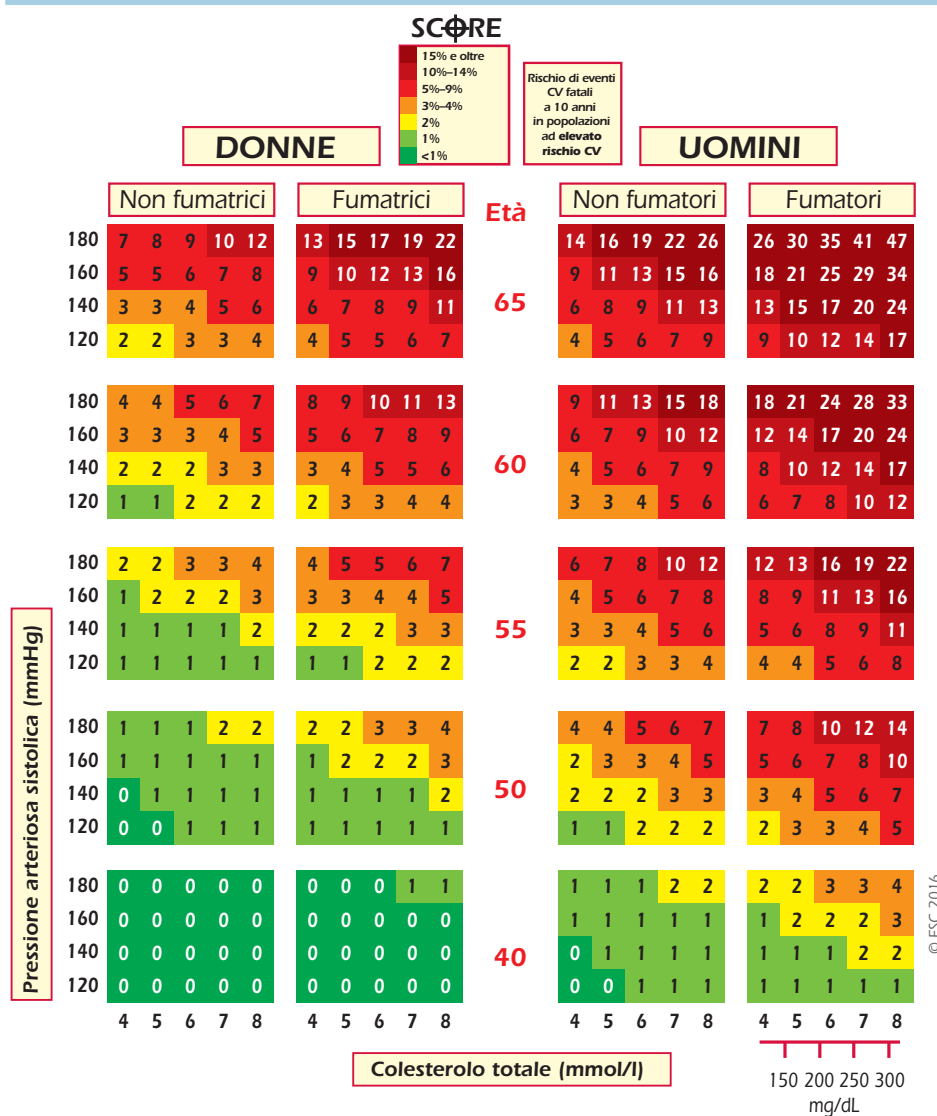 SCORE
15% e oltre
10%–14%
5%–9%
3%–4%
2%
1%
<1%
Rischio di eventi
CV fatali
a 10 anni
in popolazioni
ad elevato
rischio CV
DONNE
UOMINI
Non fumatrici
Fumatrici
Età
Non fumatori
Fumatori
180 7 8 9 10 12 13 15 17 19 22 14 16 19 22 26 26 30 35 41 47
160 5 5 6 7 8 9 10 12 13 16 9 11 13 15 16 18 21 25 29 34
65
140 3 3 4 5 6 6 7 8 9 11 6 8 9 11 13 13 15 17 20 24
120 2 2 3 3 4 4 5 5 6 7 4 5 6 7 9 9 10 12 14 17
180 4 4 5 6 7 8 9 10 11 13 9 11 13 15 18 18 21 24 28 33
160 3 3 3 4 5 5 6 7 8 9 6 7 9 10 12 12 14 17 20 24
60
140 2 2 2 3 3 3 4 5 5 6 4 5 6 7 9 8 10 12 14 17
120 1 1 2 2 2 2 3 3 4 4 3 3 4 5 6 6 7 8 10 12
180 2 2 3 3 4 4 5 5 6 7 6 7 8 10 12 12 13 16 19 22
160 1 2 2 2 3 3 3 4 4 5 4 5 6 7 8 8 9 11 13 16
55
140 1 1 1 1 2 2 2 2 3 3 3 3 4 5 6 5 6 8 9 11
120 1 1 1 1 1 1 1 2 2 2 2 2 3 3 4 4 4 5 6 8
180 1 1 1 2 2 2 2 3 3 4 4 4 5 6 7 7 8 10 12 14
160 1 1 1 1 1 1 2 2 2 3 2 3 3 4 5 5 6 7 8 10
50
140 0 1 1 1 1 1 1 1 1 2 2 2 2 3 3 3 4 5 6 7
120 0 0 1 1 1 1 1 1 1 1 1 1 2 2 2 2 3 3 4 5
180 0 0 0 0 0 0 0 0 1 1 1 1 1 2 2 2 2 3 3 4
160 0 0 0 0 0 0 0 0 0 0 1 1 1 1 1 1 2 2 2 3
40
140 0 0 0 0 0 0 0 0 0 0 0 1 1 1 1 1 1 1 2 2
120 0 0 0 0 0 0 0 0 0 0 0 0 1 1 1 1 1 1 1 1
4 5 6 7 8 4 5 6 7 8 4 5 6 7 8 4 5 6 7 8
Pressione arteriosa sistolica (mmHg)
Colesterolo totale (mmol/l)
150 200 250 300
mg/dL
© ESC 2016